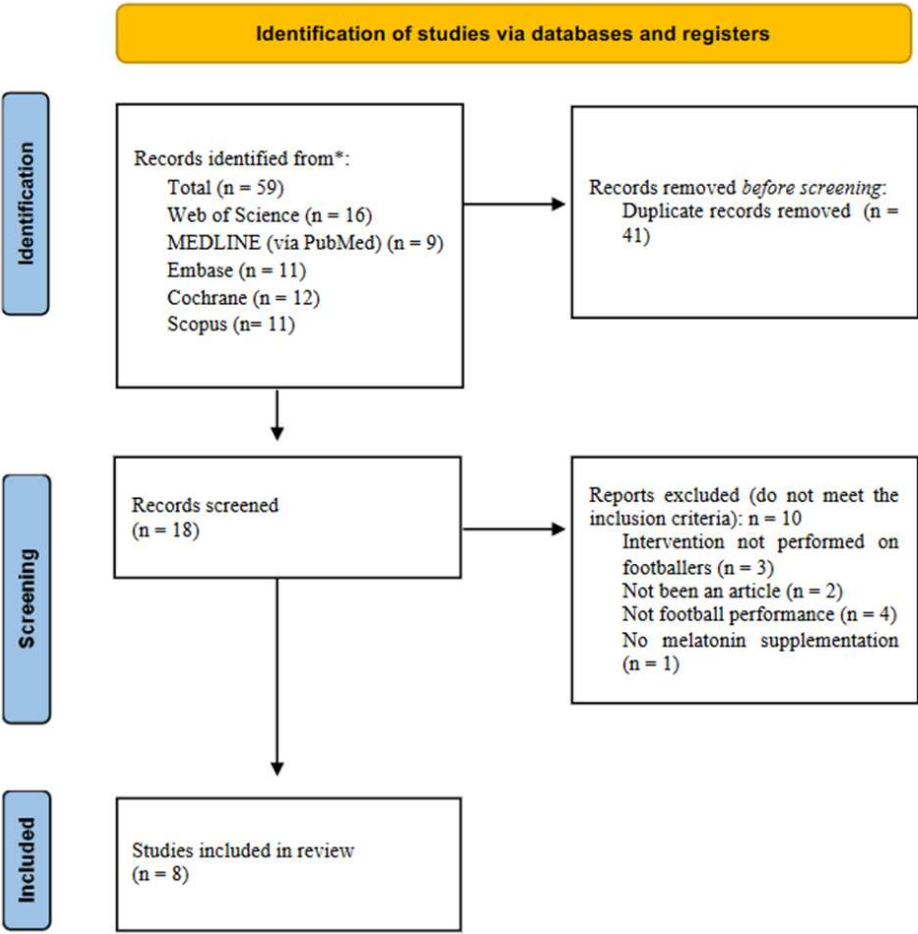 Identification of studies via databases and registers
Identification
Records identified from*:
Total (n = 59)
Web of Science (n = 16)
MEDLINE (vía PubMed) (n = 9)
Embase (n = 11)
Cochrane (n = 12)
Scopus (n= 11)
Records removed before screening:
Duplicate records removed (n =
41)
Screening
Records screened
(n = 18)
Reports excluded (do not meet the
inclusion criteria): n = 10
Intervention not performed on
footballers (n = 3)
Not been an article (n = 2)
Not football performance (n = 4)
No melatonin supplementation
(n = 1)
Included
Studies included in review
(n = 8)